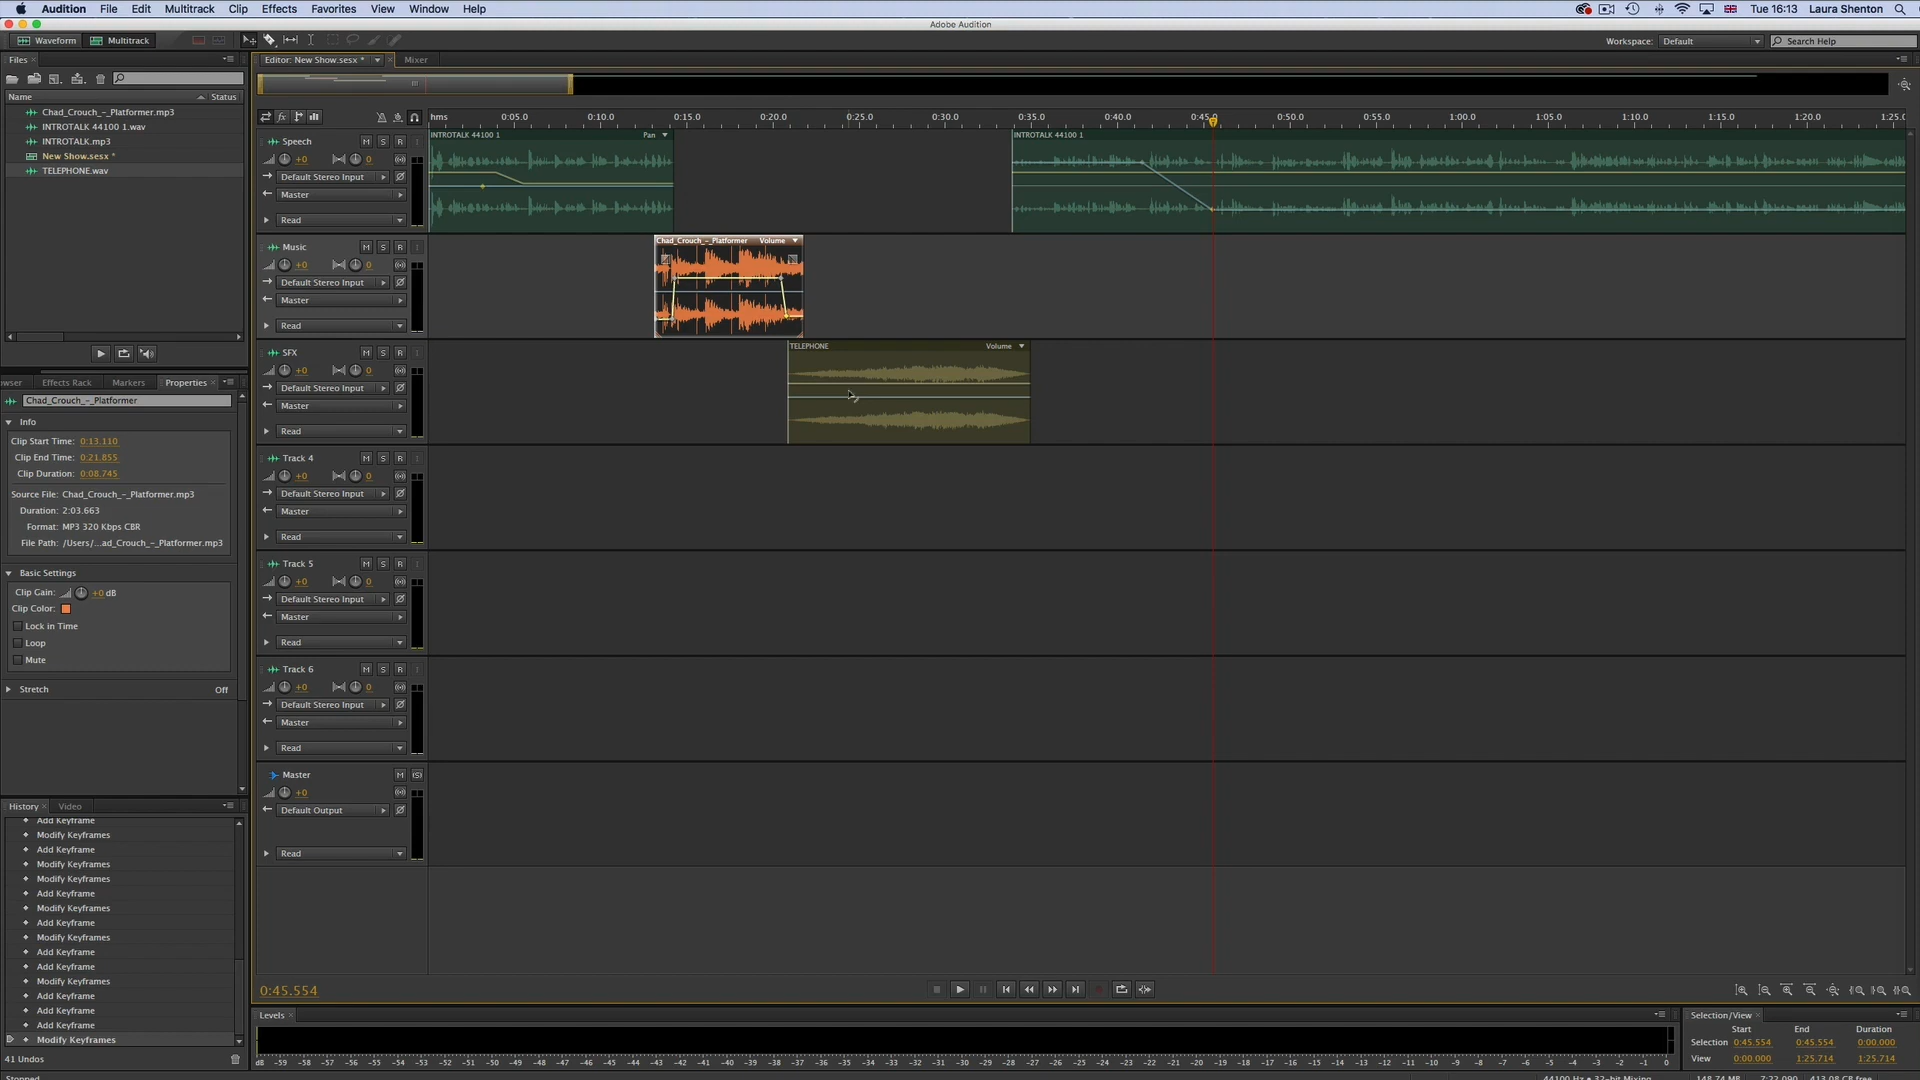 Audition File Edit Multitrack Clip Effects Favorites View Window Help Tue 16:13 Laura Shenton
Adobe Audition
Waveform Multitrack Workspace: Default Search Help
Files Editor: New Show.sesx * Mixer
Name Status
Chad_Crouch_-_Platformer.mp3
INTROTALK 44100 1.wav
INTROTALK.mp3
New Show.sesx *
TELEPHONE.wav
hms 0:05.0 0:10.0 0:15.0 0:20.0 0:25.0 0:30.0 0:35.0 0:40.0 0:45.0 0:50.0 0:55.0 1:00.0 1:05.0 1:10.0 1:15.0 1:20.0 1:25.0
INTROTALK 44100 1 Pan INTROTALK 44100 1
Speech M S R
+0 0
Default Stereo Input
Master
Read
Chad_Crouch_-_Platformer Volume
Music M S R
+0 0
Default Stereo Input
Master
Read
TELEPHONE Volume
SFX M S R
+0 0
Default Stereo Input
Master
Read
Track 4 M S R
+0 0
Default Stereo Input
Master
Read
Track 5 M S R
+0 0
Default Stereo Input
Master
Read
Track 6 M S R
+0 0
Default Stereo Input
Master
Read
Master M (S)
+0
Default Output
Read
owser Effects Rack Markers Properties
Chad_Crouch_-_Platformer
Info
Clip Start Time: 0:13.110
Clip End Time: 0:21.855
Clip Duration: 0:08.745
Source File: Chad_Crouch_-_Platformer.mp3
Duration: 2:03.663
Format: MP3 320 Kbps CBR
File Path: /Users/...ad_Crouch_-_Platformer.mp3
Basic Settings
Clip Gain: +0 dB
Clip Color:
Lock in Time
Loop
Mute
Stretch Off
History Video
Add Keyframe
Modify Keyframes
Add Keyframe
Modify Keyframes
Modify Keyframes
Add Keyframe
Modify Keyframes
Add Keyframe
Modify Keyframes
Add Keyframe
Add Keyframe
Modify Keyframes
Add Keyframe
Add Keyframe
Add Keyframe
Modify Keyframes
41 Undos
Stopped
0:45.554
Levels
dB -59 -58 -57 -56 -55 -54 -53 -52 -51 -50 -49 -48 -47 -46 -45 -44 -43 -42 -41 -40 -39 -38 -37 -36 -35 -34 -33 -32 -31 -30 -29 -28 -27 -26 -25 -24 -23 -22 -21 -20 -19 -18 -17 -16 -15 -14 -13 -12 -11 -10 -9 -8 -7 -6 -5 -4 -3 -2 -1 0
Selection/View
Start End Duration
Selection 0:45.554 0:45.554 0:00.000
View 0:00.000 1:25.714 1:25.714
44100 Hz • 32-bit Mixing 148.74 MB 7:22.090 413.08 GB free